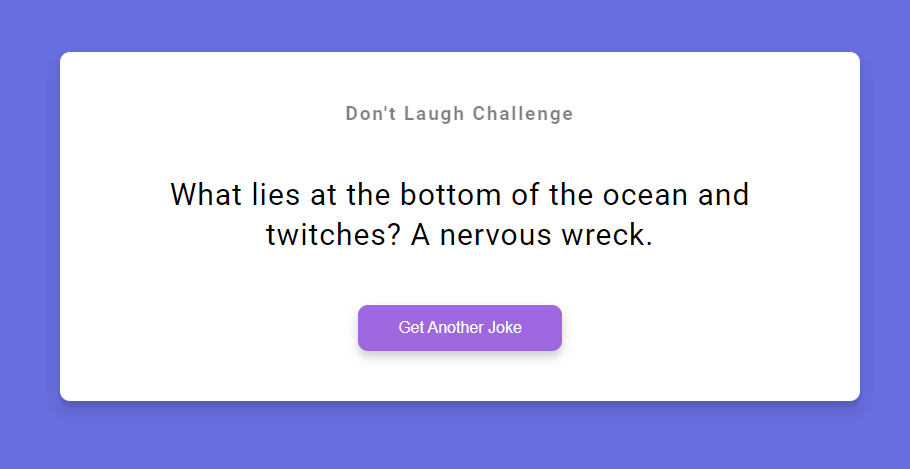 Don't Laugh Challenge
What lies at the bottom of the ocean and
twitches? A nervous wreck.
Get Another Joke